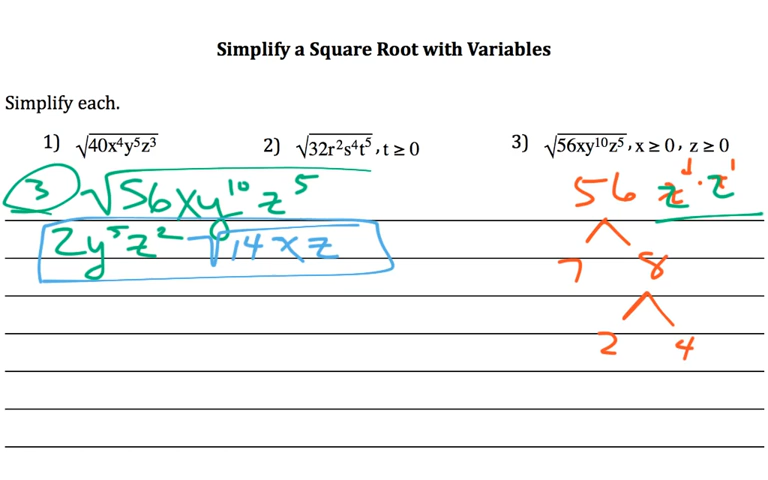 Simplify a Square Root with Variables
Simplify each.
1) √40x⁴y⁵z³ 2) √32r²s⁴t⁵ , t ≥ 0 3) √56xy¹⁰z⁵ , x ≥ 0, z ≥ 0
3 √56xy¹⁰z⁵ 56 z¹·z¹
2y⁵z² √14xz
7 8
2 4